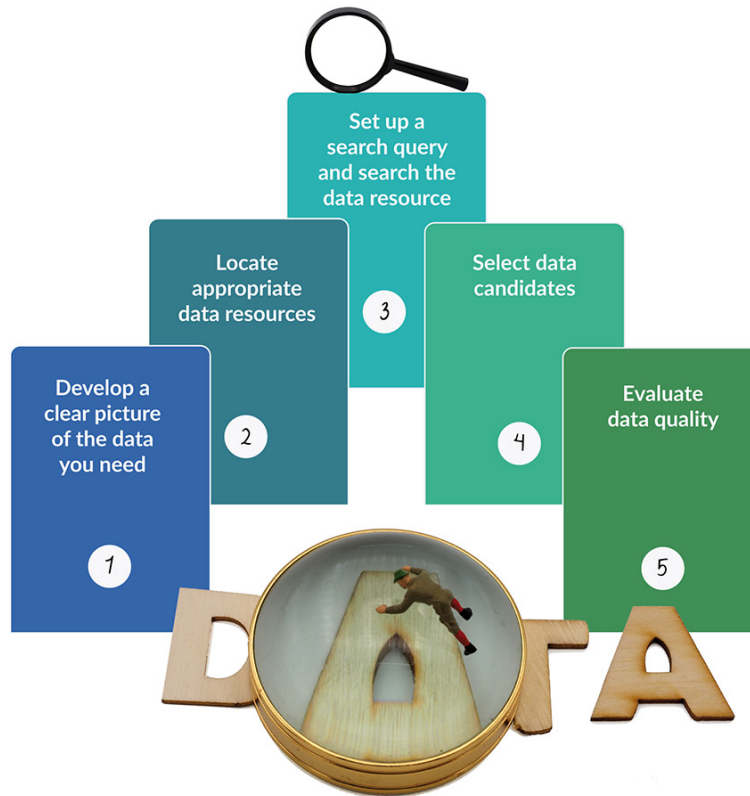 Develop a
clear picture
of the data
you need
1
Locate
appropriate
data resources
2
Set up a
search query
and search the
data resource
3
Select data
candidates
4
Evaluate
data quality
5
DATA